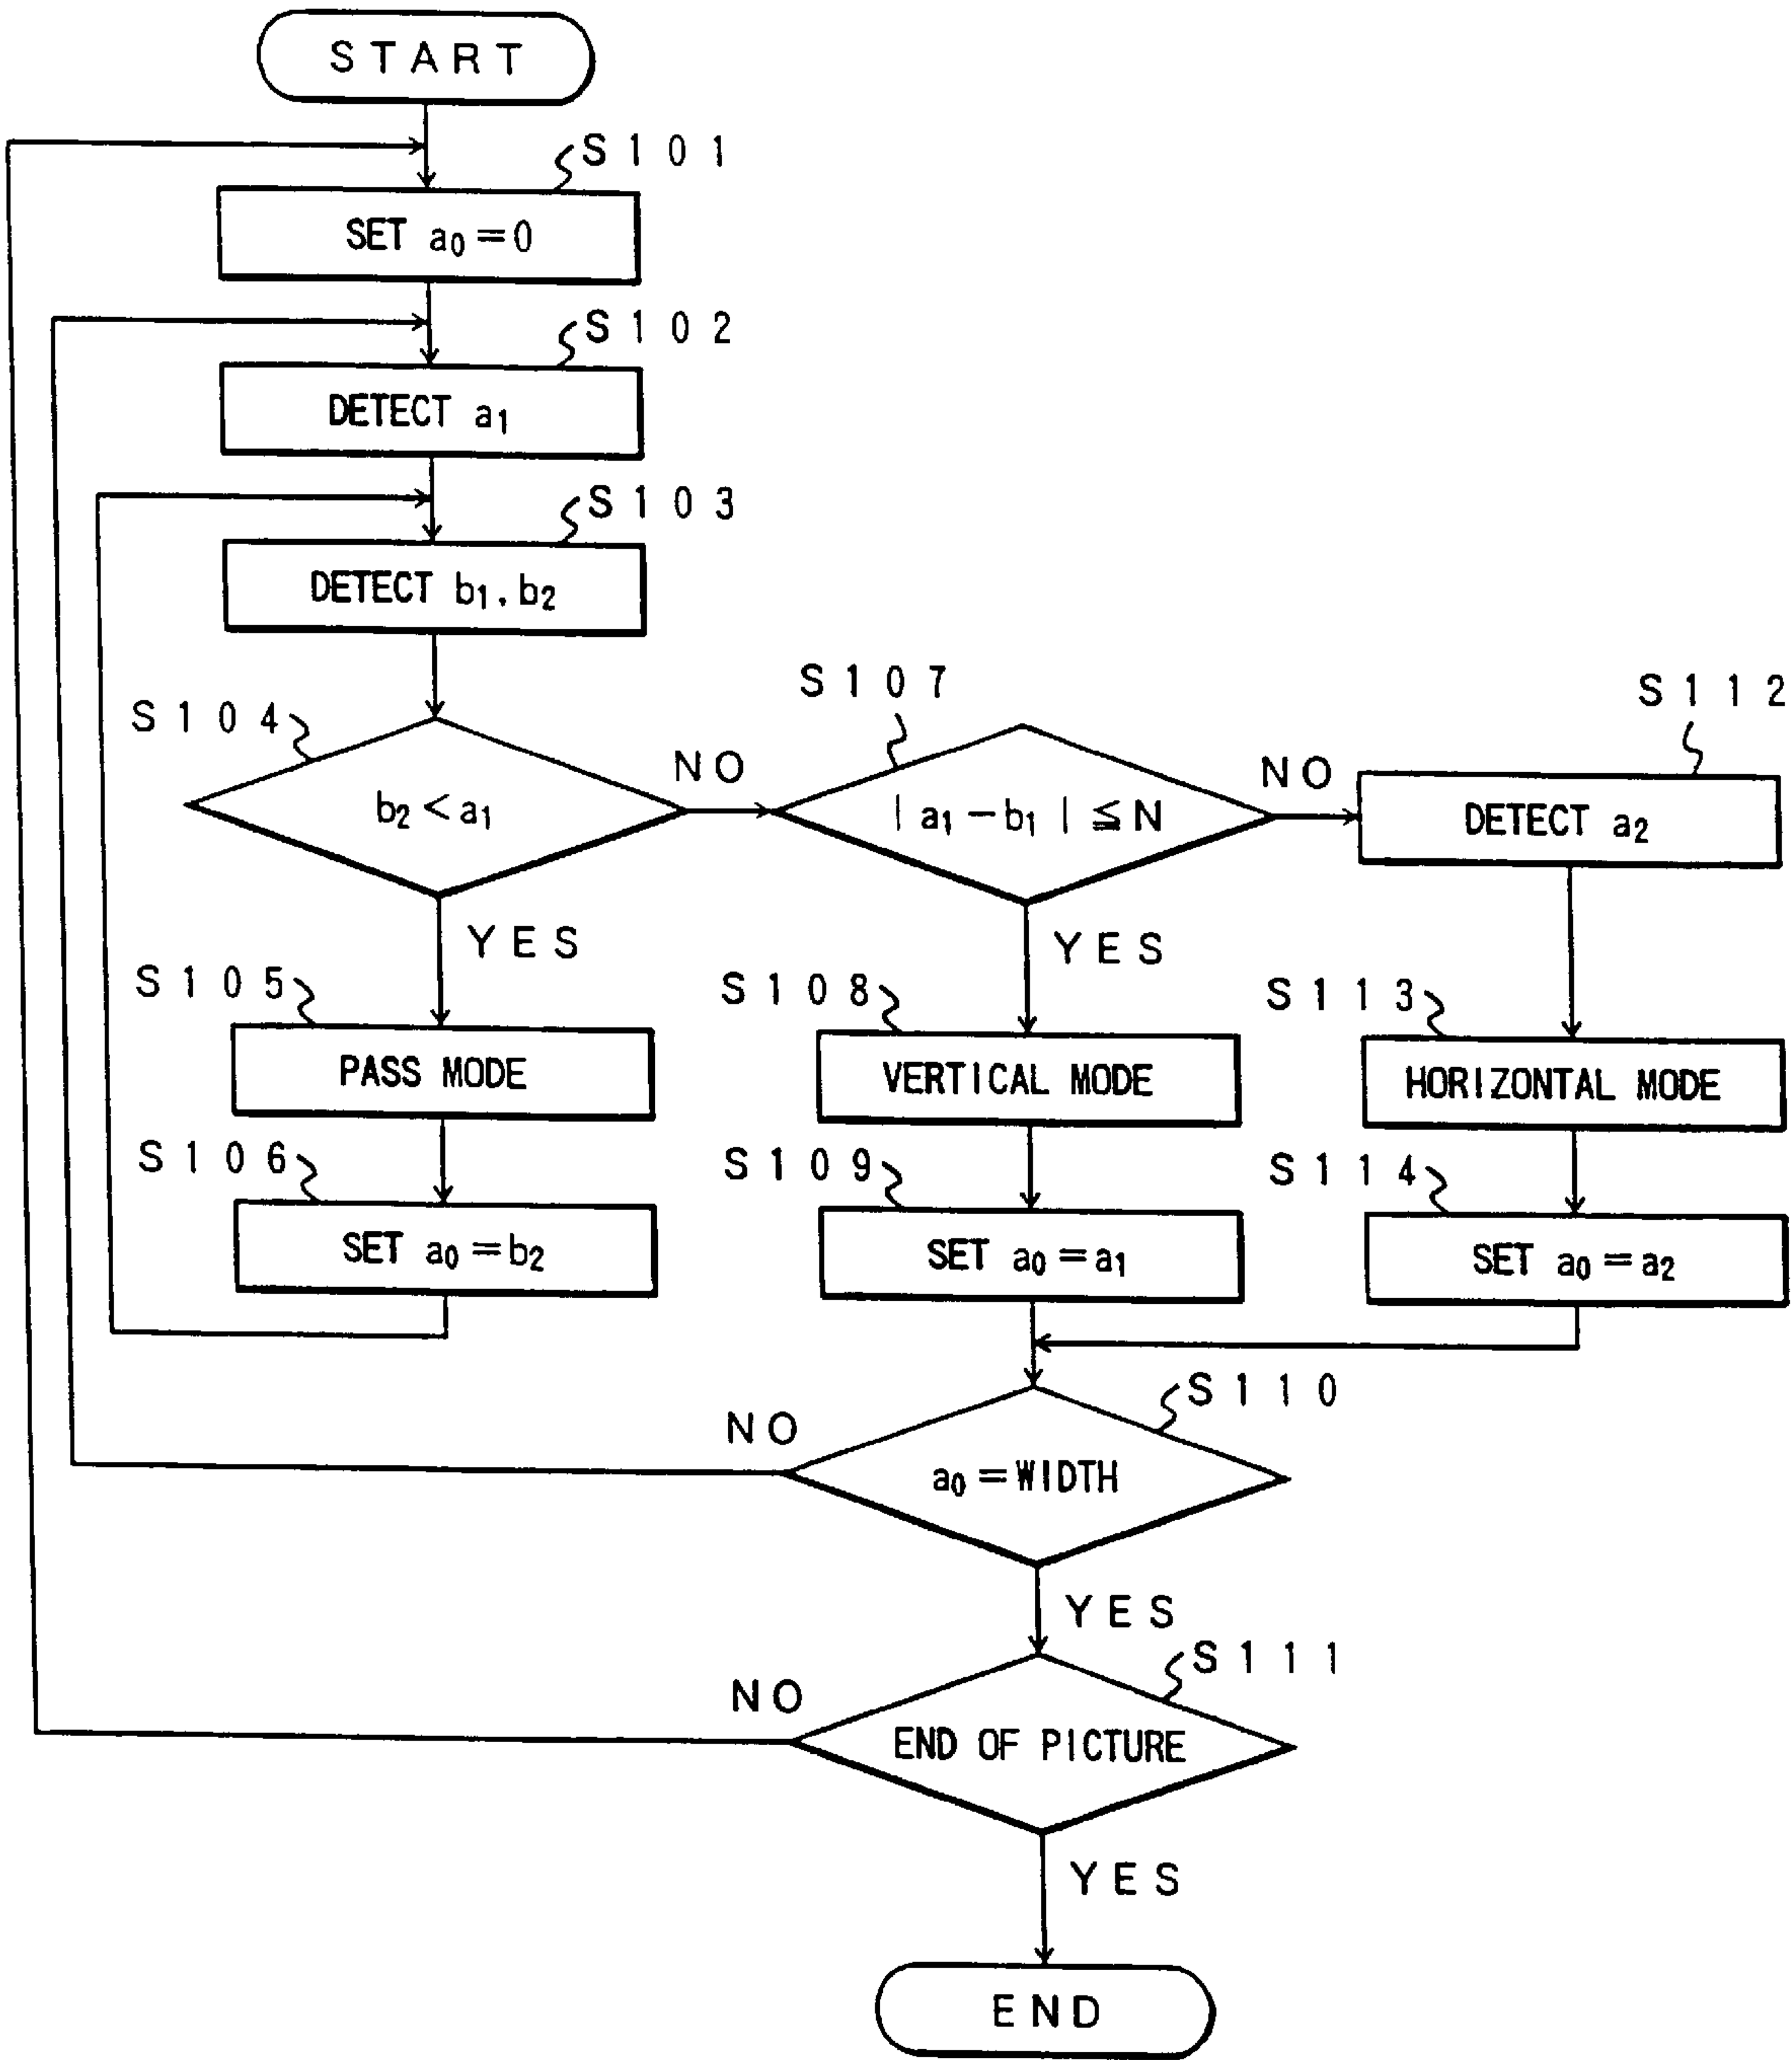 START
S101
SET a₀=0
S102
DETECT a₁
S103
DETECT b₁, b₂
S104
b₂<a₁
NO
YES
S107
|a₁−b₁|≦N
NO
YES
S112
DETECT a₂
S105
PASS MODE
S108
VERTICAL MODE
S113
HORIZONTAL MODE
S106
SET a₀=b₂
S109
SET a₀=a₁
S114
SET a₀=a₂
S110
NO
a₀=WIDTH
YES
S111
NO
END OF PICTURE
YES
END